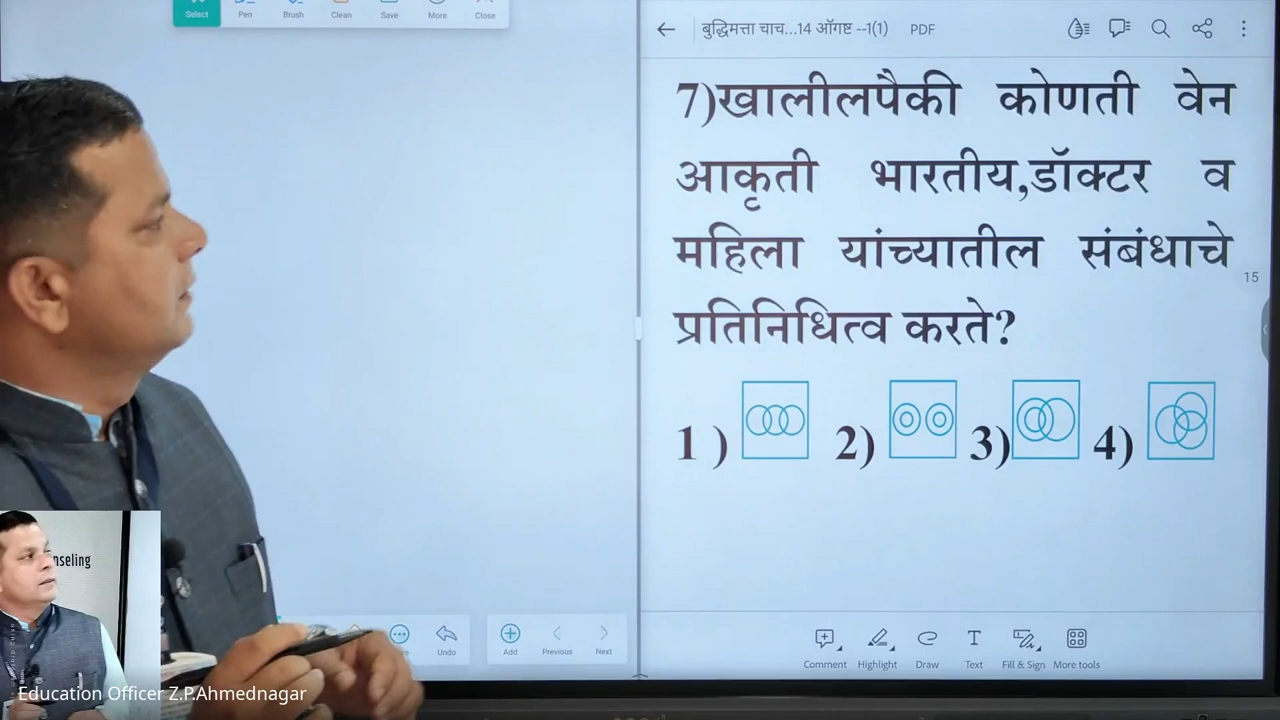 Select Pen Brush Clean Save More Close
बुद्धिमत्ता चाच...14 ऑगष्ट --1(1) PDF
7)खालीलपैकी कोणती वेन
आकृती भारतीय,डॉक्टर व
महिला यांच्यातील संबंधाचे
प्रतिनिधित्व करते?
15
1 ) 2) 3) 4)
nseling
Undo Add Previous Next
Comment Highlight Draw Text Fill & Sign More tools
Education Officer Z.P.Ahmednagar